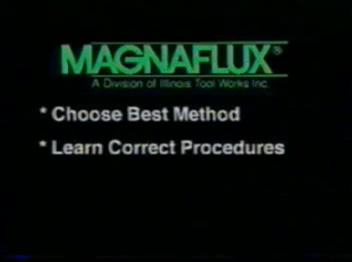 MAGNAFLUX®
A Division of Illinois Tool Works Inc.
* Choose Best Method
* Learn Correct Procedures